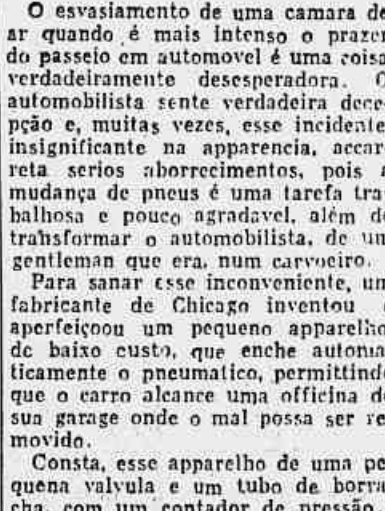 O esvasiamento de uma camara de
ar quando é mais intenso o prazer
do passeio em automovel é uma coisa
verdadeiramente desesperadora. O
automobilista sente verdadeira dece-
pção e, muitas vezes, esse incidente
insignificante na apparencia, accar-
reta serios aborrecimentos, pois a
mudança de pneus é uma tarefa tra-
balhosa e pouco agradavel, além de
transformar o automobilista, de um
gentleman que era, num carvoeiro.
Para sanar esse inconveniente, um
fabricante de Chicago inventou e
aperfeiçoou um pequeno apparelho
de baixo custo, que enche automa-
ticamente o pneumatico, permittindo
que o carro alcance uma officina de
sua garage onde o mal possa ser re-
movido.
Consta, esse apparelho de uma pe-
quena valvula e um tubo de borra-
cha, com um contador de pressão